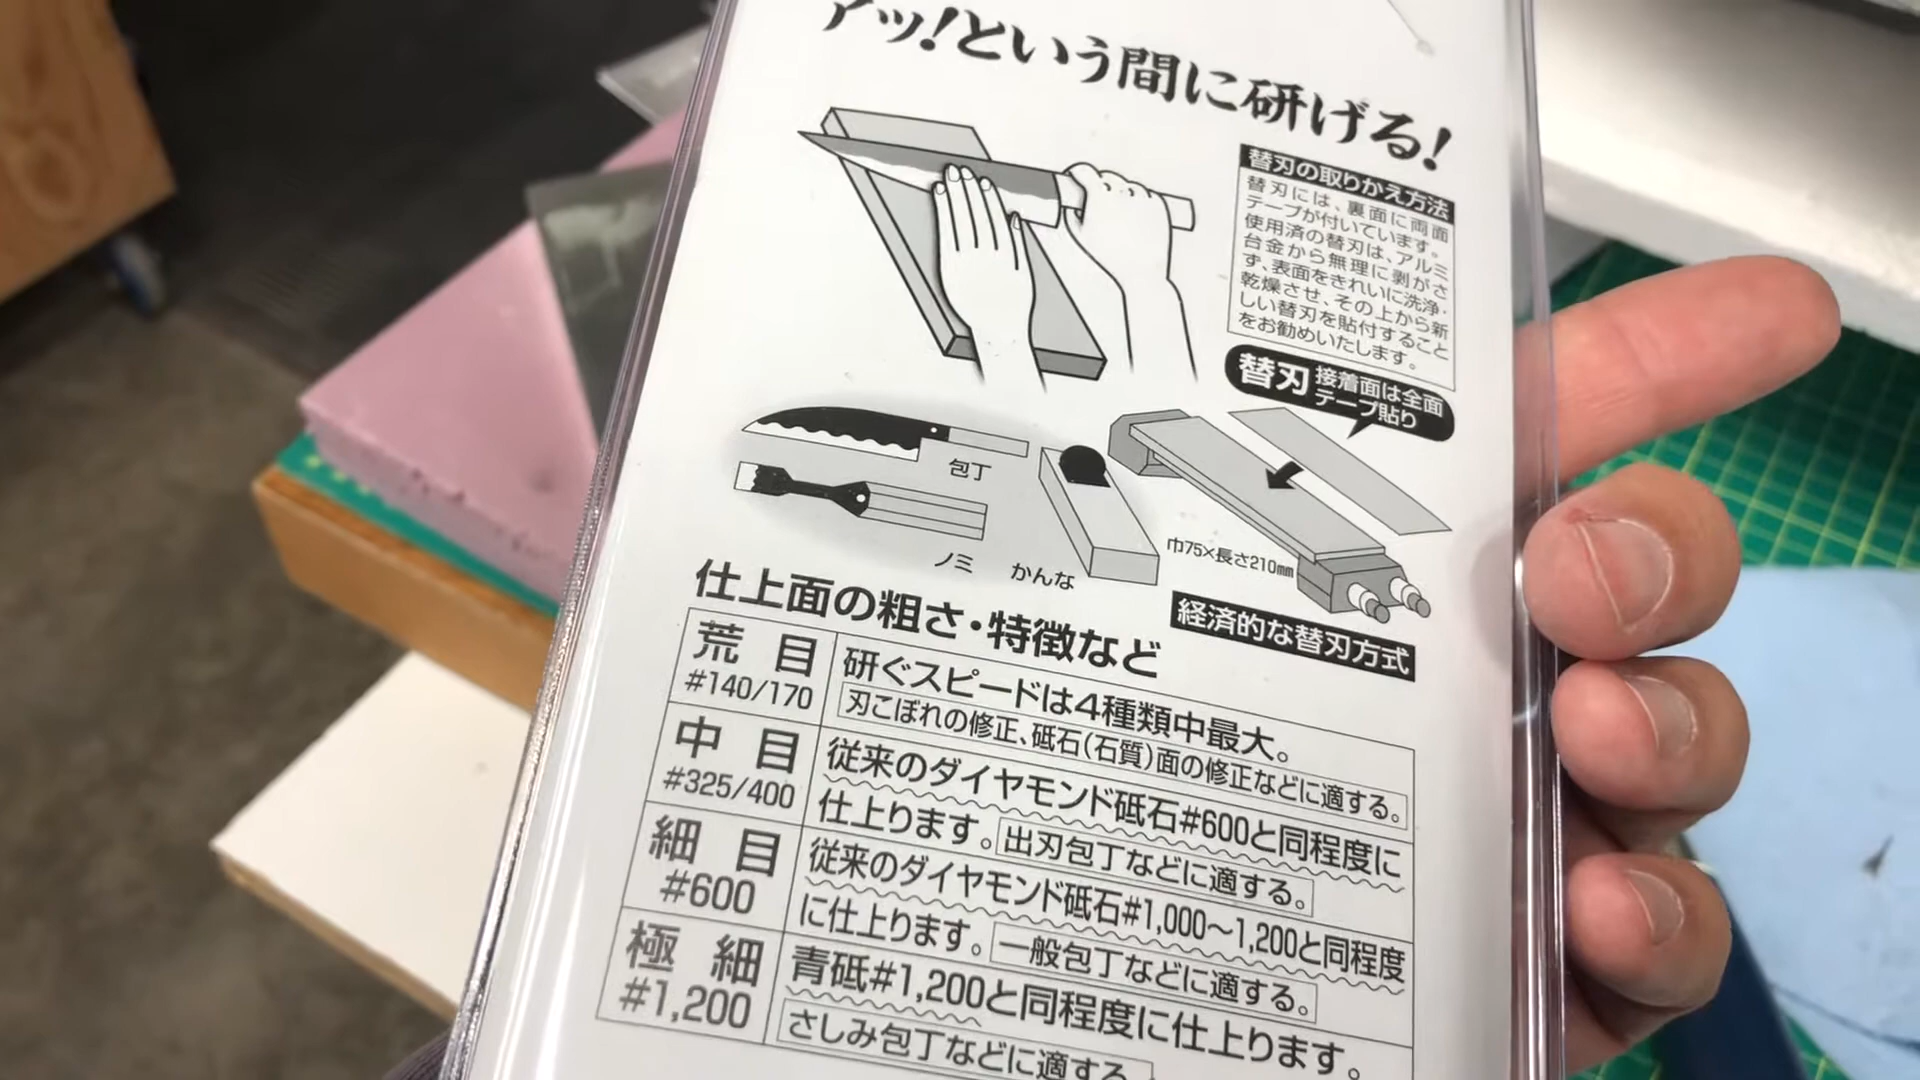 アッ!という間に研げる!
替刃の取りかえ方法
替刃には、裏面に両面
テープが付いています。
使用済の替刃は、アルミ
台金から無理に剥がさ
ず、表面をきれいに洗浄・
乾燥させ、その上から新
しい替刃を貼付すること
をお勧めいたします。
替刃 接着面は全面
テープ貼り
包丁
ノミ
かんな
巾75×長さ210mm
経済的な替刃方式
仕上面の粗さ・特徴など
荒目
#140/170
研ぐスピードは4種類中最大。
刃こぼれの修正、砥石(石質)面の修正などに適する。
中目
#325/400
従来のダイヤモンド砥石#600と同程度に
仕上ります。出刃包丁などに適する。
細目
#600
従来のダイヤモンド砥石#1,000〜1,200と同程度
に仕上ります。一般包丁などに適する。
極細
#1,200
青砥#1,200と同程度に仕上ります。
さしみ包丁などに適する